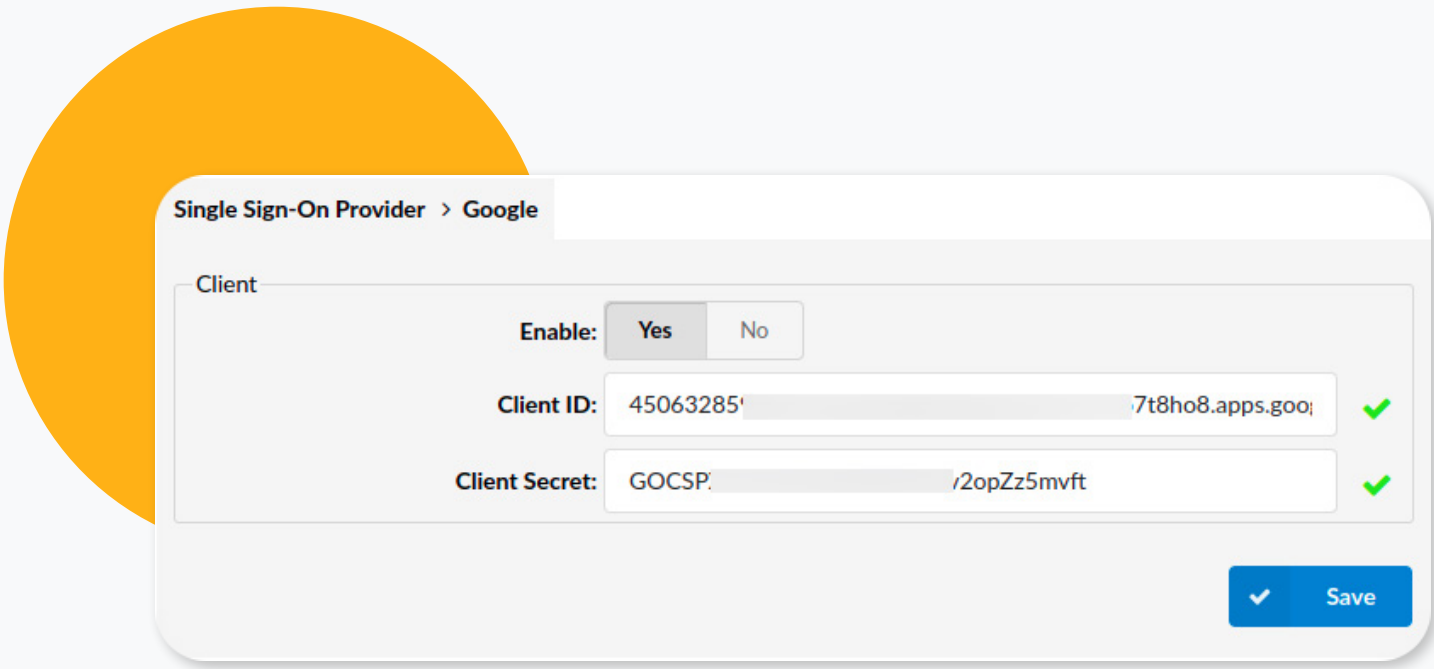 Single Sign-On Provider > Google
Client
Enable: Yes No
Client ID: 45063285 7t8ho8.apps.goo
Client Secret: GOCSP 2opZz5mvft
Save